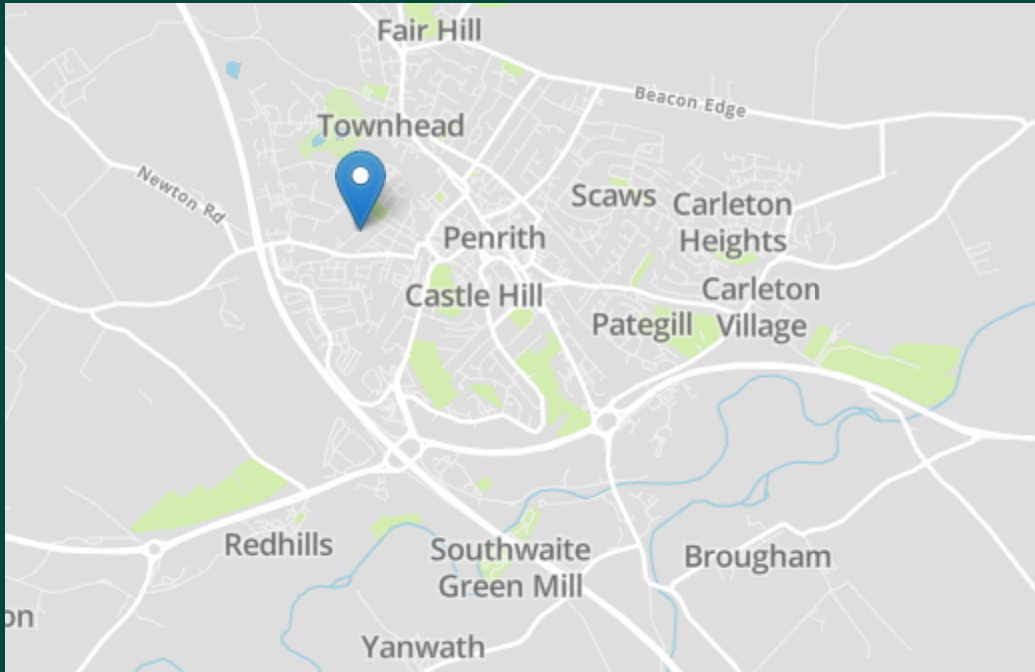 Fair Hill
Beacon Edge
Townhead
Newton Rd
Scaws
Carleton
Heights
Penrith
Castle Hill
Carleton
Village
Pategill
Redhills
Southwaite
Green Mill
Brougham
on
Yanwath